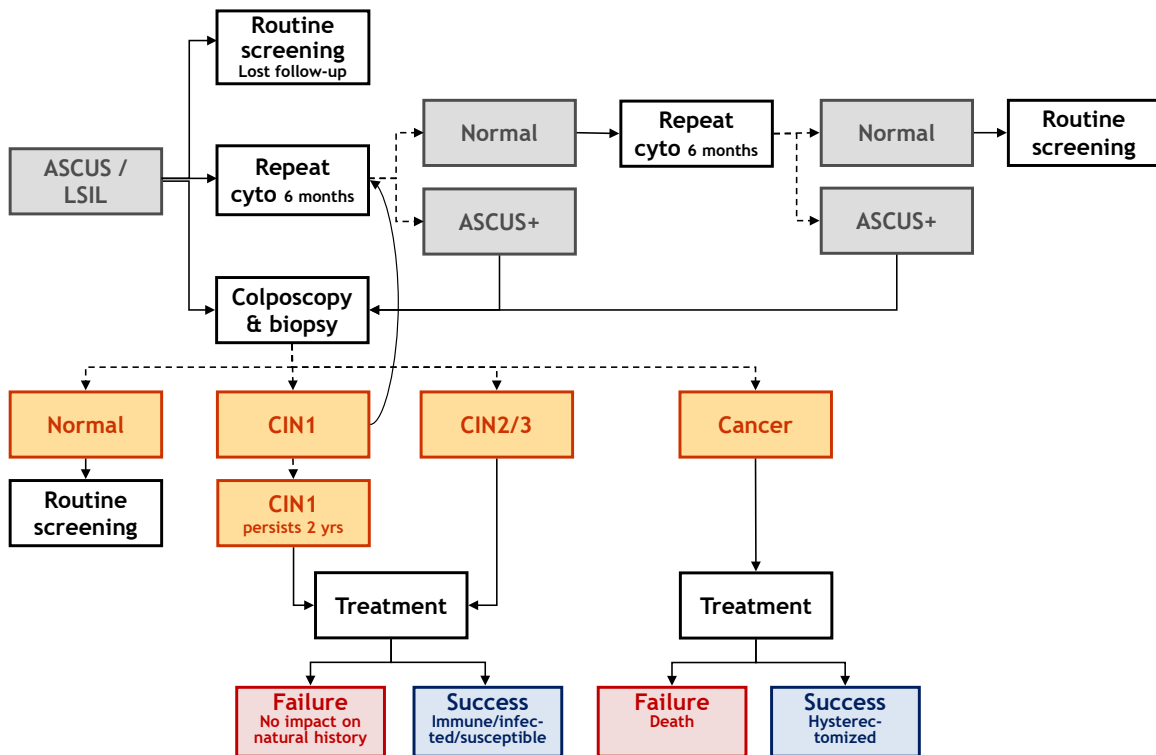 Routine
screening
Lost follow-up
ASCUS /
LSIL
Repeat
cyto 6 months
Normal
ASCUS+
Repeat
cyto 6 months
Normal
ASCUS+
Routine
screening
Colposcopy
& biopsy
Normal
CIN1
CIN2/3
Cancer
Routine
screening
CIN1
persists 2 yrs
Treatment
Treatment
Failure
No impact on
natural history
Success
Immune/infec-
ted/susceptible
Failure
Death
Success
Hysterec-
tomized